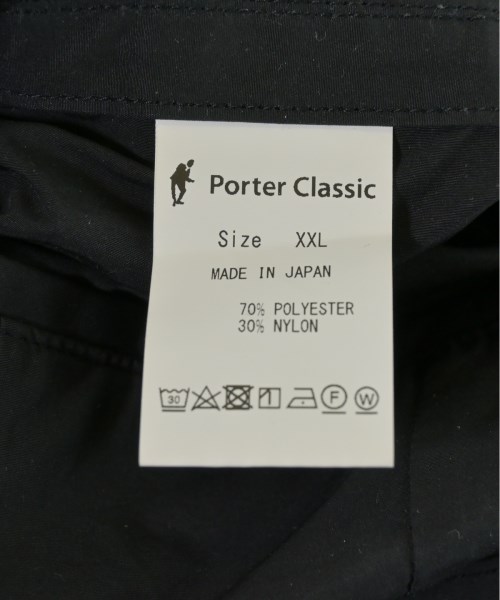 Porter Classic
Size XXL
MADE IN JAPAN
70% POLYESTER
30% NYLON
30 F W